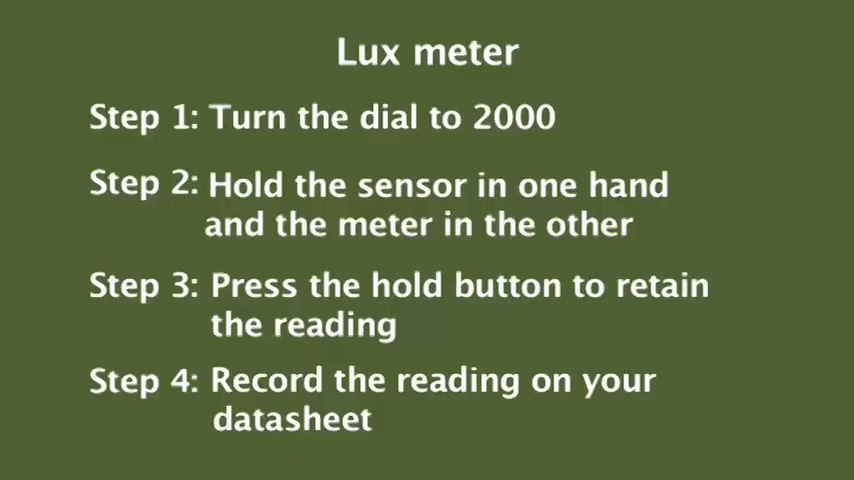 Lux meter
Step 1: Turn the dial to 2000
Step 2: Hold the sensor in one hand
and the meter in the other
Step 3: Press the hold button to retain
the reading
Step 4: Record the reading on your
datasheet